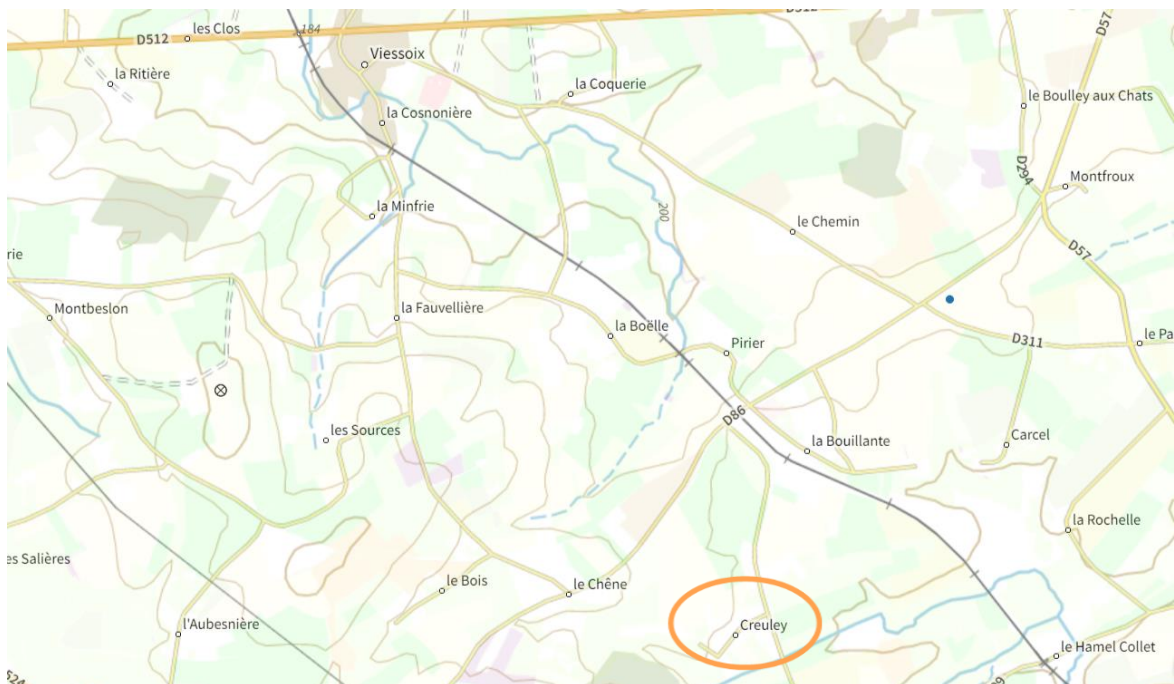 D512
les Clos
184
D57
Viessoix
la Ritière
la Coquerie
le Boulley aux Chats
la Cosnonière
D294
Montfroux
la Minfrie
200
le Chemin
rie
D57
Montbeslon
la Fauvellière
la Boëlle
Pirier
D311
le Pa
D86
les Sources
la Bouillante
Carcel
la Rochelle
es Salières
le Bois
le Chêne
Creuley
l'Aubesnière
le Hamel Collet
524